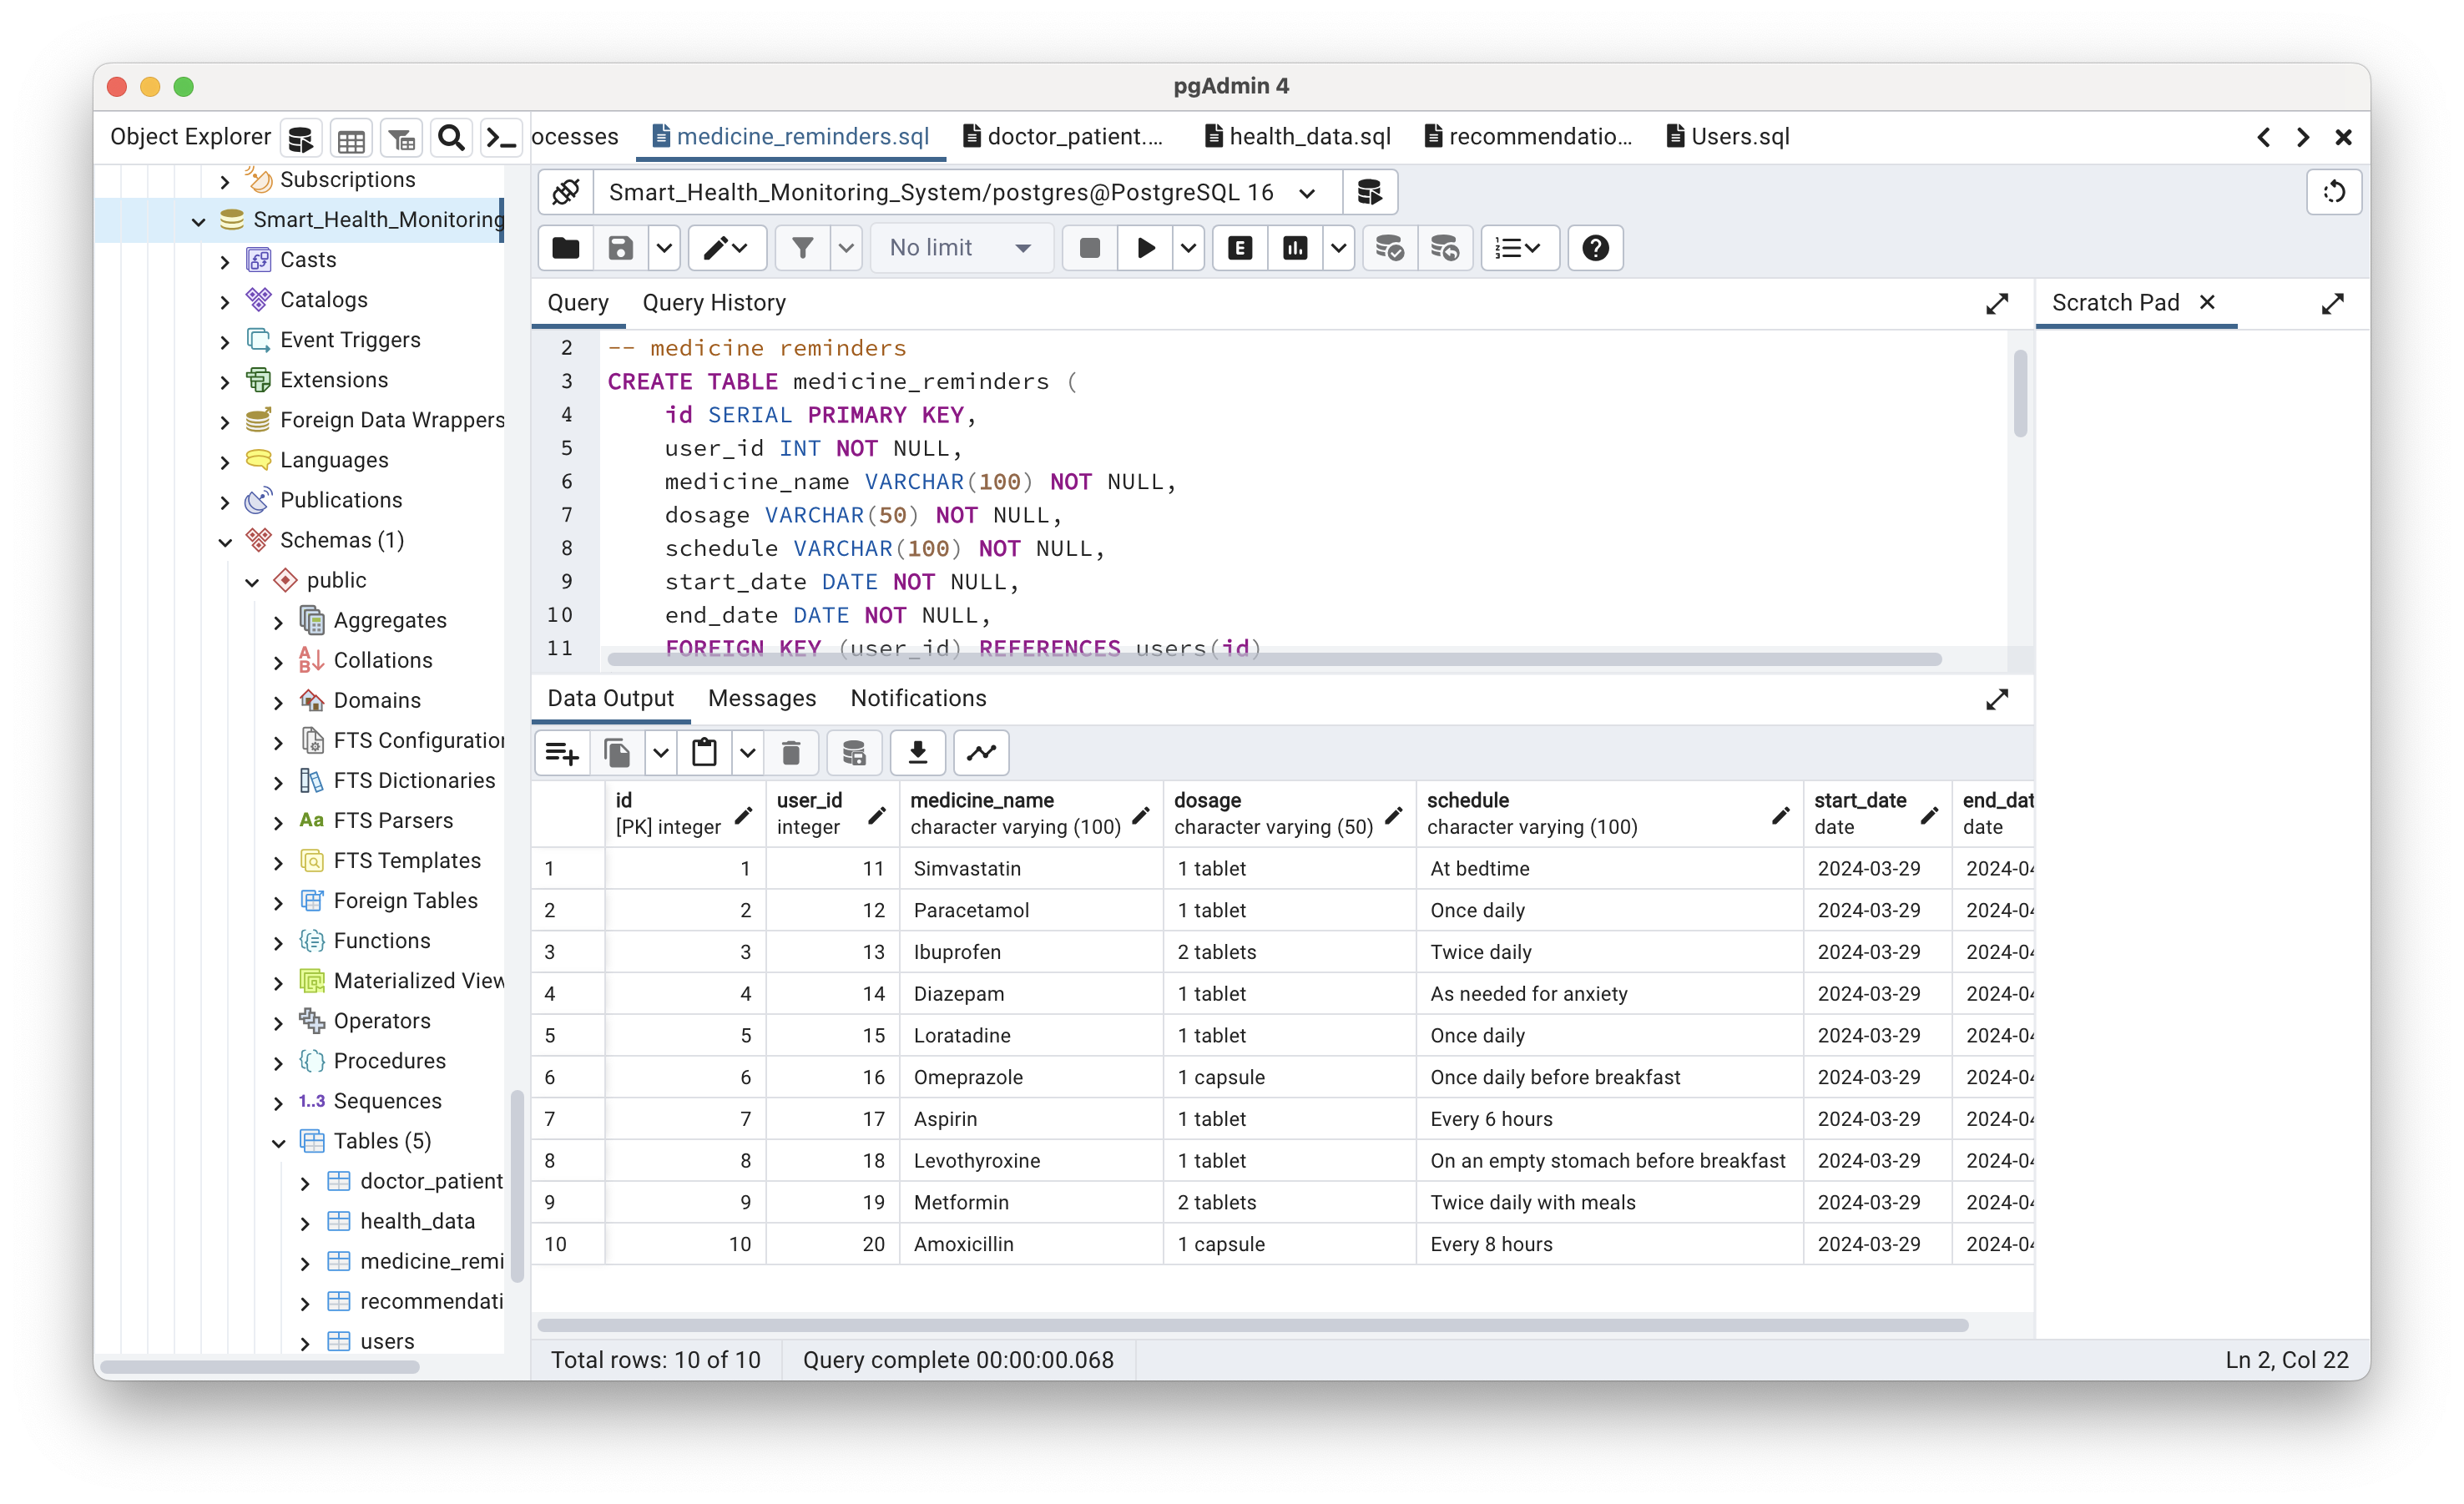 pgAdmin 4
Object Explorer
ocesses
medicine_reminders.sql
doctor_patient....
health_data.sql
recommendatio...
Users.sql
Subscriptions
Smart_Health_Monitoring
Casts
Catalogs
Event Triggers
Extensions
Foreign Data Wrappers
Languages
Publications
Schemas (1)
public
Aggregates
Collations
Domains
FTS Configuration
FTS Dictionaries
Aa FTS Parsers
FTS Templates
Foreign Tables
Functions
Materialized View
Operators
Procedures
1..3 Sequences
Tables (5)
doctor_patient
health_data
medicine_remi
recommendati
users
Smart_Health_Monitoring_System/postgres@PostgreSQL 16
No limit
E
Query Query History
Scratch Pad
2 -- medicine reminders
3 CREATE TABLE medicine_reminders (
4 id SERIAL PRIMARY KEY,
5 user_id INT NOT NULL,
6 medicine_name VARCHAR(100) NOT NULL,
7 dosage VARCHAR(50) NOT NULL,
8 schedule VARCHAR(100) NOT NULL,
9 start_date DATE NOT NULL,
10 end_date DATE NOT NULL,
11 FOREIGN KEY (user_id) REFERENCES users(id)
Data Output Messages Notifications
id user_id medicine_name dosage schedule start_date end_dat
[PK] integer integer character varying (100) character varying (50) character varying (100) date date
1 1 11 Simvastatin 1 tablet At bedtime 2024-03-29 2024-04
2 2 12 Paracetamol 1 tablet Once daily 2024-03-29 2024-04
3 3 13 Ibuprofen 2 tablets Twice daily 2024-03-29 2024-04
4 4 14 Diazepam 1 tablet As needed for anxiety 2024-03-29 2024-04
5 5 15 Loratadine 1 tablet Once daily 2024-03-29 2024-04
6 6 16 Omeprazole 1 capsule Once daily before breakfast 2024-03-29 2024-04
7 7 17 Aspirin 1 tablet Every 6 hours 2024-03-29 2024-04
8 8 18 Levothyroxine 1 tablet On an empty stomach before breakfast 2024-03-29 2024-04
9 9 19 Metformin 2 tablets Twice daily with meals 2024-03-29 2024-04
10 10 20 Amoxicillin 1 capsule Every 8 hours 2024-03-29 2024-04
Total rows: 10 of 10 Query complete 00:00:00.068 Ln 2, Col 22